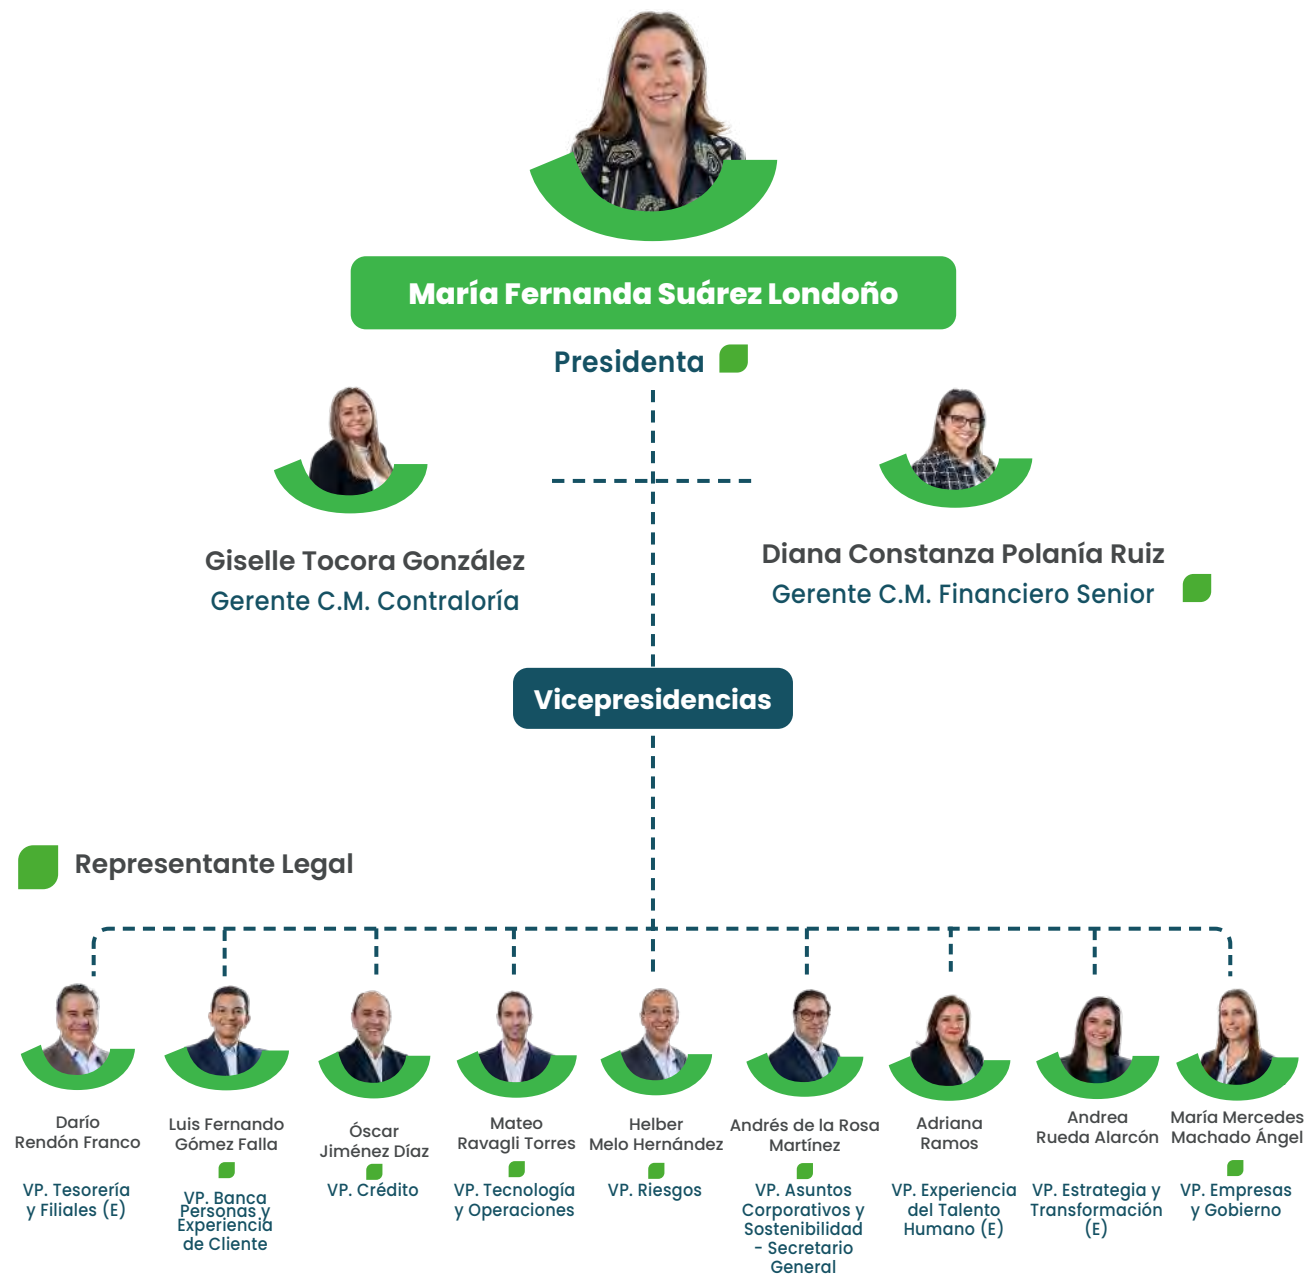 María Fernanda Suárez Londoño
Presidenta
Giselle Tocora González
Gerente C.M. Contraloría
Diana Constanza Polanía Ruiz
Gerente C.M. Financiero Senior
Vicepresidencias
Representante Legal
Darío
Rendón Franco
VP. Tesorería
y Filiales (E)
Luis Fernando
Gómez Falla
VP. Banca
Personas y
Experiencia
de Cliente
Óscar
Jiménez Díaz
VP. Crédito
Mateo
Ravagli Torres
VP. Tecnología
y Operaciones
Helber
Melo Hernández
VP. Riesgos
Andrés de la Rosa
Martínez
VP. Asuntos
Corporativos y
Sostenibilidad
- Secretario
General
Adriana
Ramos
VP. Experiencia
del Talento
Humano (E)
Andrea
Rueda Alarcón
VP. Estrategia y
Transformación
(E)
María Mercedes
Machado Ángel
VP. Empresas
y Gobierno